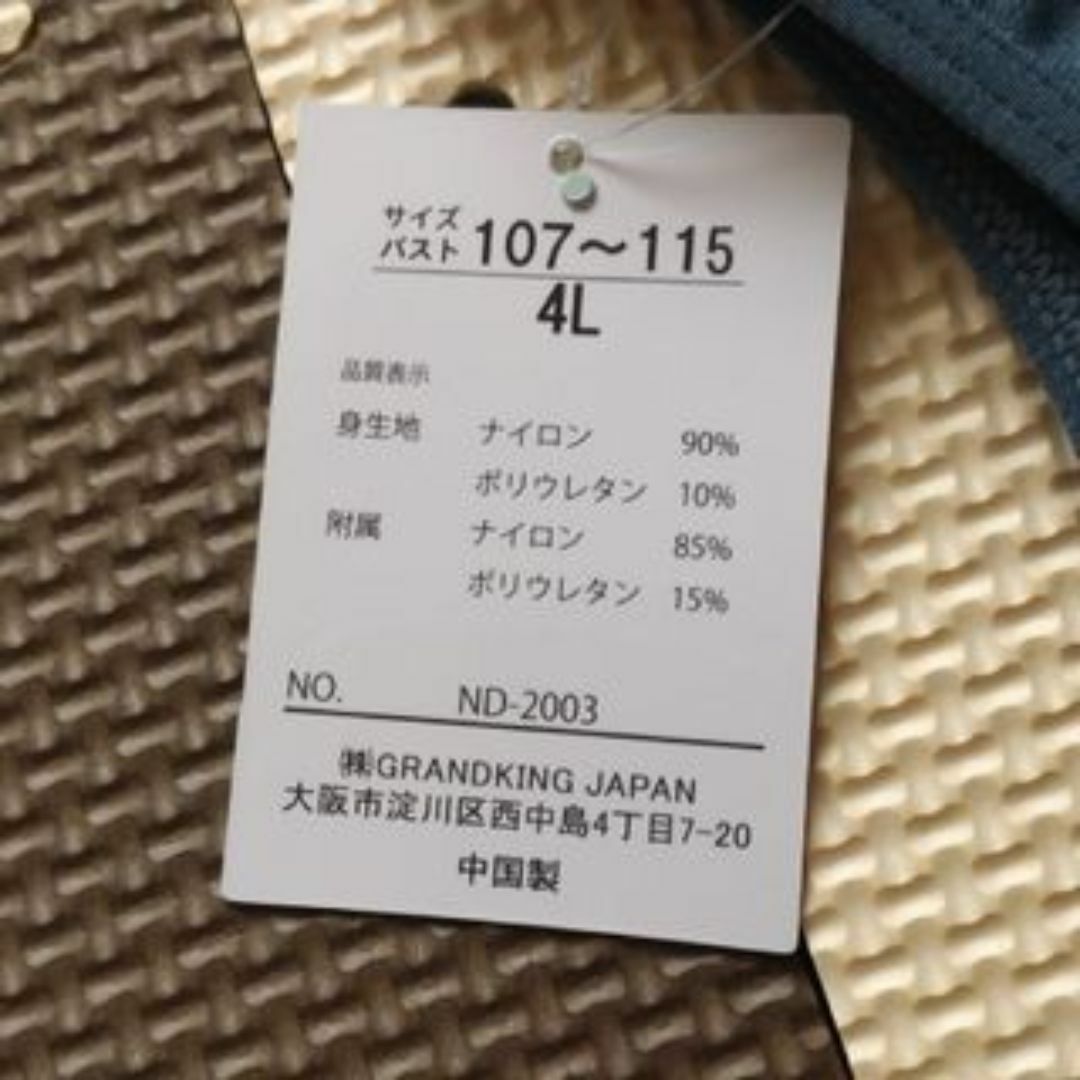 サイズ
バスト 107～115
4L
品質表示
身生地 ナイロン 90%
ポリウレタン 10%
附属 ナイロン 85%
ポリウレタン 15%
NO. ND-2003
㈱GRANDKING JAPAN
大阪市淀川区西中島4丁目7-20
中国製